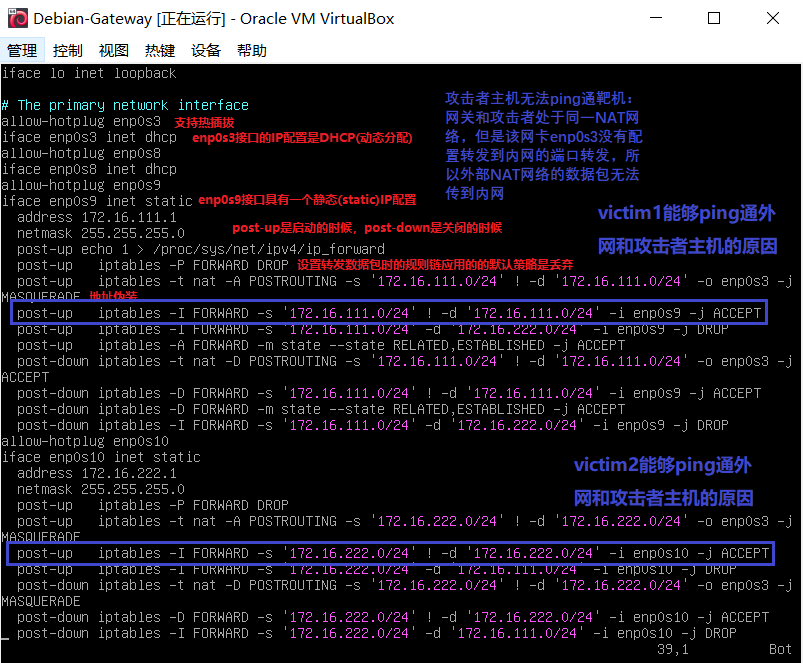 Debian-Gateway [正在运行] - Oracle VM VirtualBox
管理 控制 视图 热键 设备 帮助
iface lo inet loopback
# The primary network interface
allow-hotplug enp0s3 支持热插拔
iface enp0s3 inet dhcp enp0s3接口的IP配置是DHCP(动态分配)
allow-hotplug enp0s8
iface enp0s8 inet dhcp
allow-hotplug enp0s9
iface enp0s9 inet static enp0s9接口具有一个静态(static)IP配置
攻击者主机无法ping通靶机：
网关和攻击者处于同一NAT网
络，但是该网卡enp0s3没有配
置转发到内网的端口转发，所
以外部NAT网络的数据包无法
传到内网
address 172.16.111.1
netmask 255.255.255.0 post-up是启动的时候，post-down是关闭的时候
victim1能够ping通外
网和攻击者主机的原因
post-up echo 1 > /proc/sys/net/ipv4/ip_forward
post-up iptables -P FORWARD DROP 设置转发数据包时的规则链应用的的默认策略是丢弃
post-up iptables -t nat -A POSTROUTING -s '172.16.111.0/24' ! -d '172.16.111.0/24' -o enp0s3 -j
MASQUERADE 地址伪装
post-up iptables -I FORWARD -s '172.16.111.0/24' ! -d '172.16.111.0/24' -i enp0s9 -j ACCEPT
post-up iptables -I FORWARD -s '172.16.111.0/24' -d '172.16.222.0/24' -i enp0s9 -j DROP
post-up iptables -A FORWARD -m state --state RELATED,ESTABLISHED -j ACCEPT
post-down iptables -t nat -D POSTROUTING -s '172.16.111.0/24' ! -d '172.16.111.0/24' -o enp0s3 -j
ACCEPT
post-down iptables -D FORWARD -s '172.16.111.0/24' ! -d '172.16.111.0/24' -i enp0s9 -j ACCEPT
post-down iptables -D FORWARD -m state --state RELATED,ESTABLISHED -j ACCEPT
post-down iptables -I FORWARD -s '172.16.111.0/24' -d '172.16.222.0/24' -i enp0s9 -j DROP
allow-hotplug enp0s10
iface enp0s10 inet static
address 172.16.222.1
netmask 255.255.255.0
victim2能够ping通外
网和攻击者主机的原因
post-up iptables -P FORWARD DROP
post-up iptables -t nat -A POSTROUTING -s '172.16.222.0/24' ! -d '172.16.222.0/24' -o enp0s3 -j
MASQUERADE
post-up iptables -I FORWARD -s '172.16.222.0/24' ! -d '172.16.222.0/24' -i enp0s10 -j ACCEPT
post-up iptables -I FORWARD -s '172.16.222.0/24' -d '172.16.111.0/24' -i enp0s10 -j DROP
post-down iptables -t nat -D POSTROUTING -s '172.16.222.0/24' ! -d '172.16.222.0/24' -o enp0s3 -j
MASQUERADE
post-down iptables -D FORWARD -s '172.16.222.0/24' ! -d '172.16.222.0/24' -i enp0s10 -j ACCEPT
post-down iptables -I FORWARD -s '172.16.222.0/24' -d '172.16.111.0/24' -i enp0s10 -j DROP
39,1 Bot